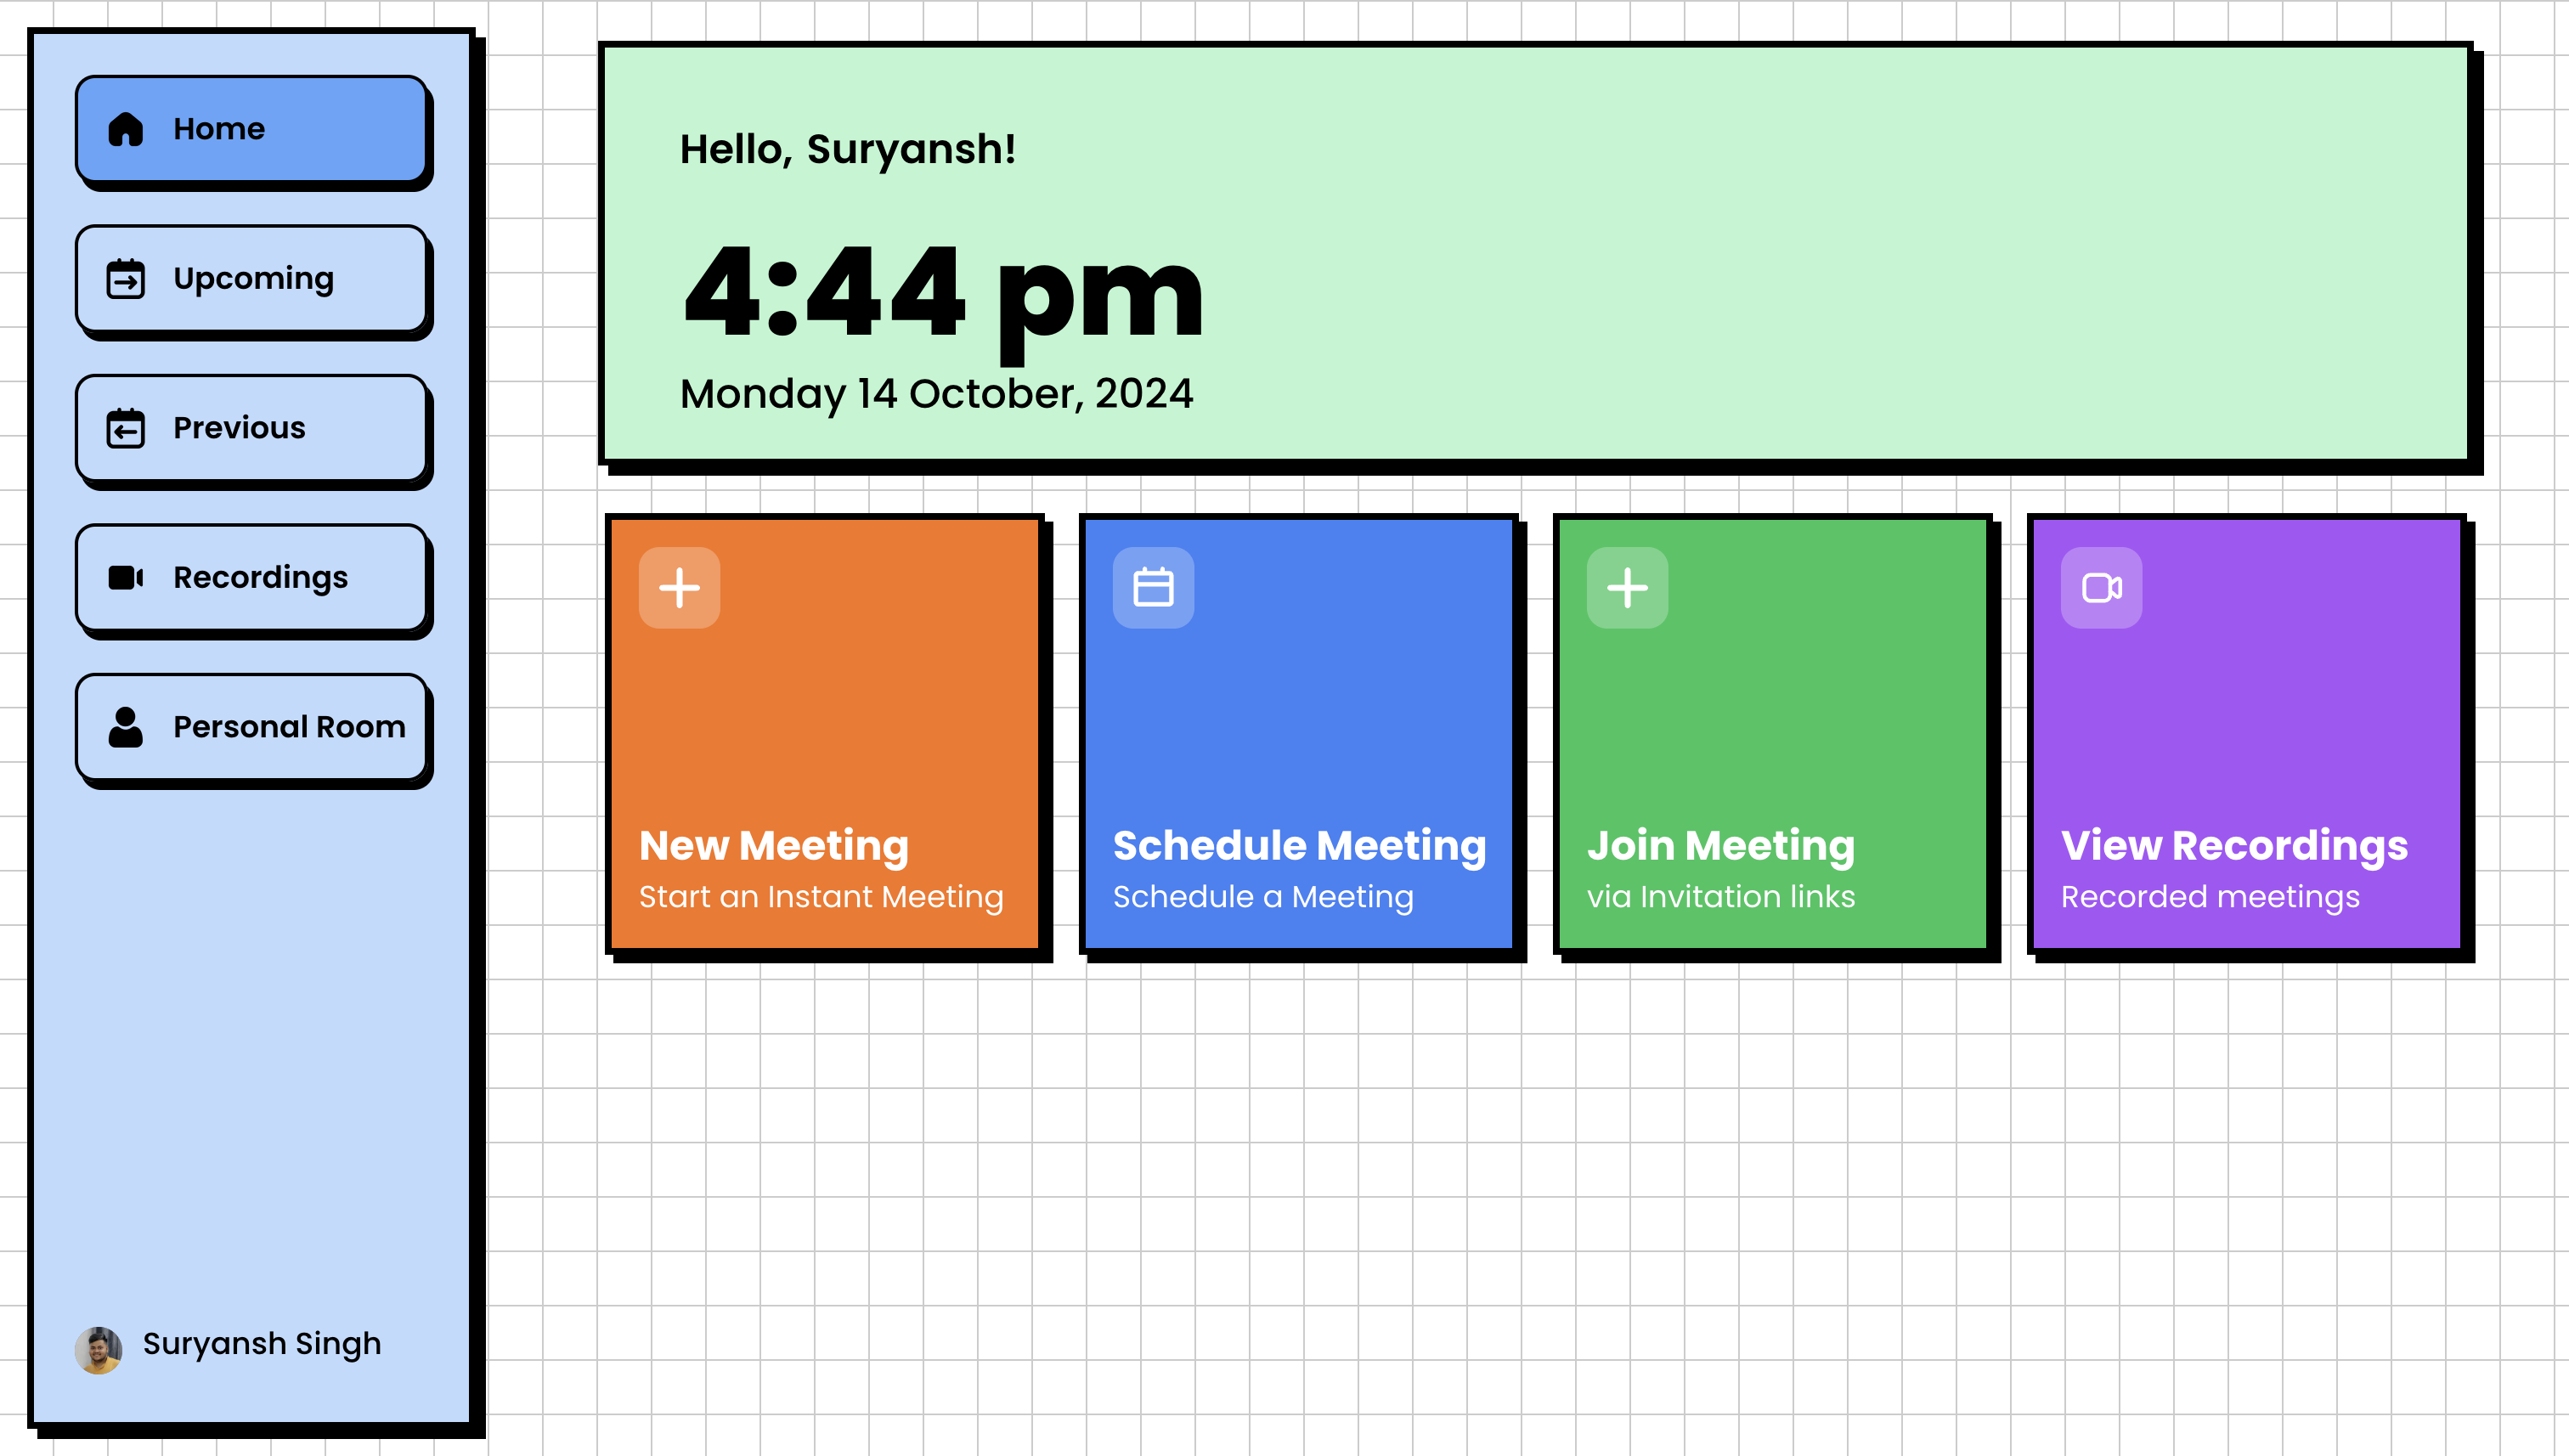 Home
Upcoming
Previous
Recordings
Personal Room
Suryansh Singh
Hello, Suryansh!
4:44 pm
Monday 14 October, 2024
New Meeting
Start an Instant Meeting
Schedule Meeting
Schedule a Meeting
Join Meeting
via Invitation links
View Recordings
Recorded meetings